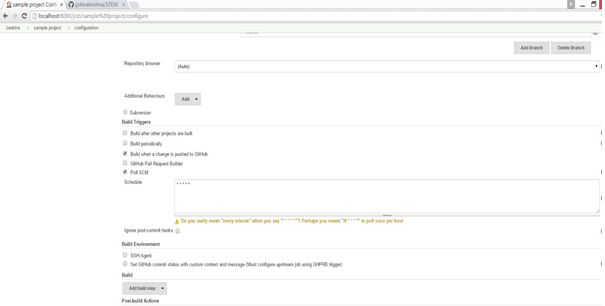 sample project Conf
gohivakrishna/STEM
localhost:8080/job/sample%20project/configure
Jenkins
sample project
configuration
Add Branch Delete Branch
Repository browser (Auto)
Additional Behaviours Add
Subversion
Build Triggers
Build after other projects are built
Build periodically
Build when a change is pushed to GitHub
GitHub Pull Request Builder
Poll SCM
Schedule * * * * *
Do you really mean "every minute" when you say "* * * * *"? Perhaps you meant "H * * * *" to poll once per hour
Ignore post-commit hooks
Build Environment
SSH Agent
Set GitHub commit status with custom context and message (Must configure upstream job using GHPRB trigger)
Build
Add build step
Post-build Actions